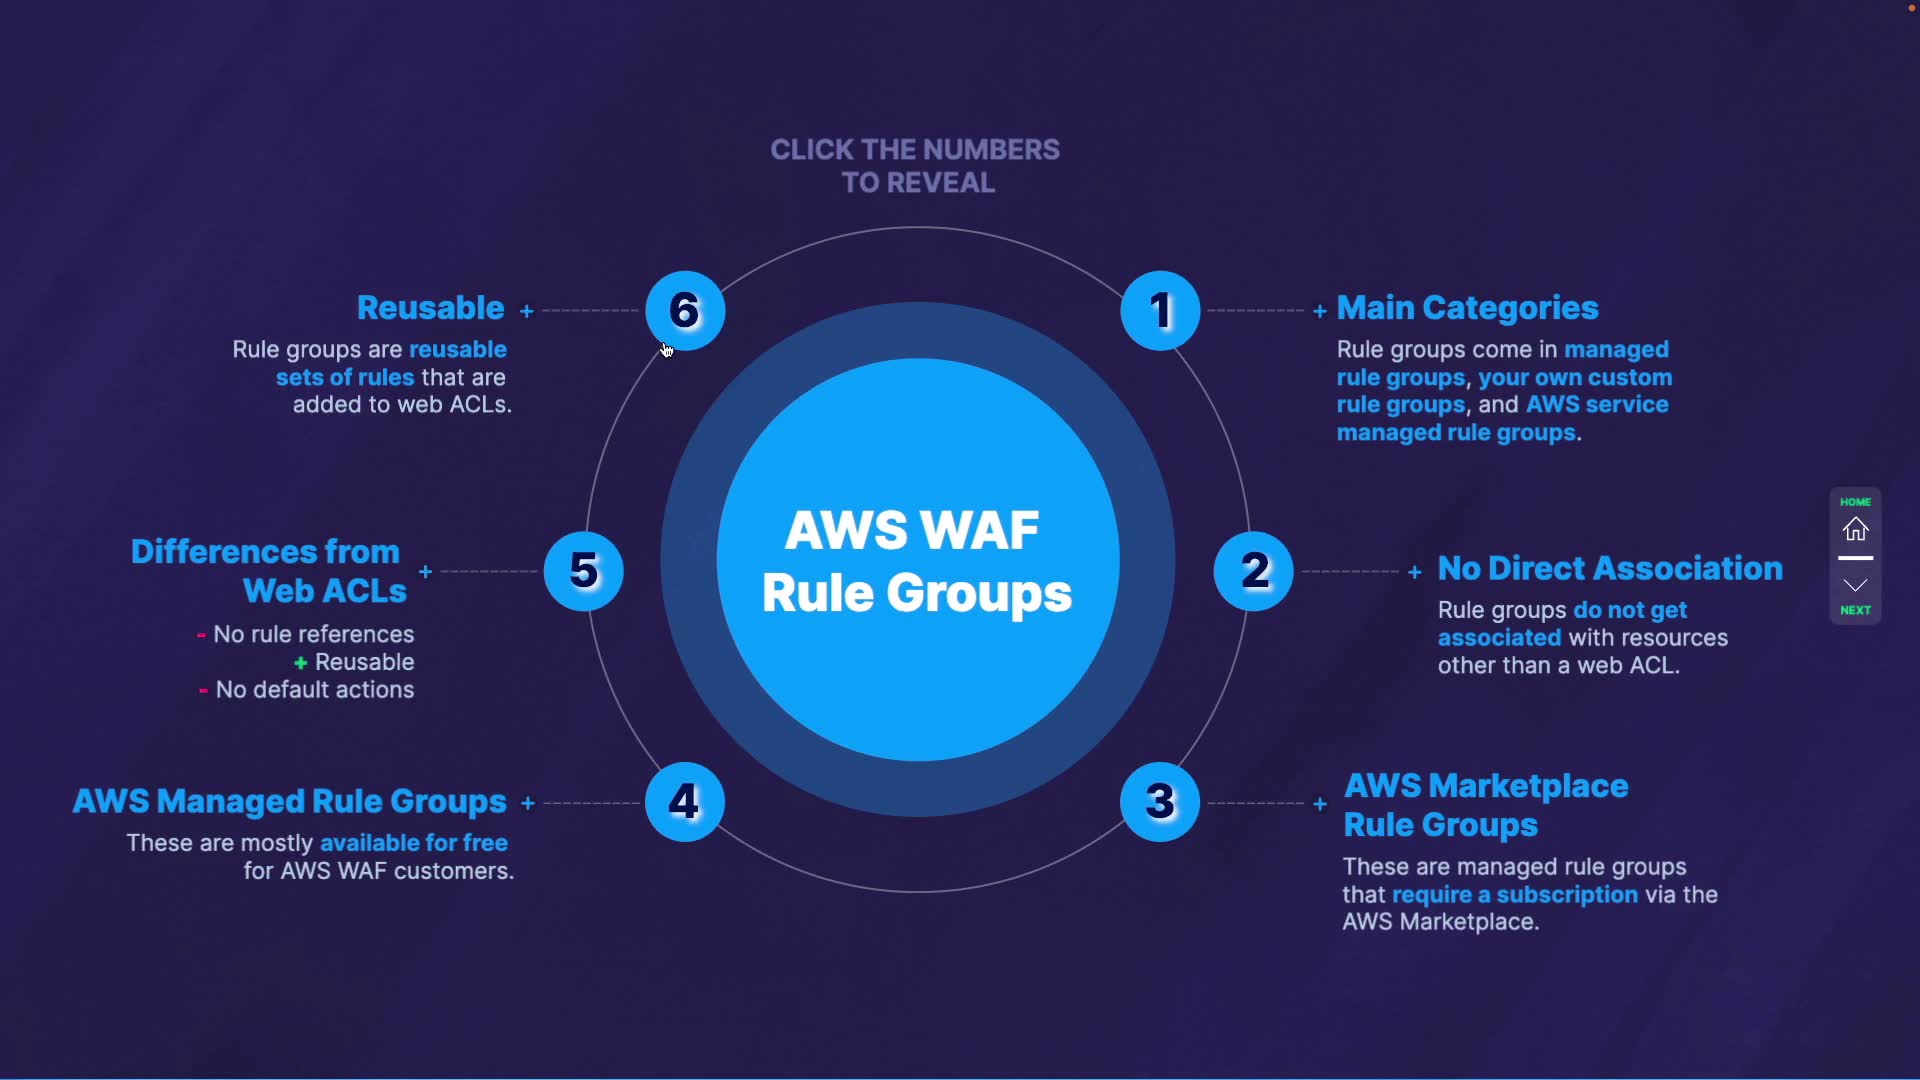 CLICK THE NUMBERS
TO REVEAL
AWS WAF
Rule Groups
1
+ Main Categories
Rule groups come in managed
rule groups, your own custom
rule groups, and AWS service
managed rule groups.
2
+ No Direct Association
Rule groups do not get
associated with resources
other than a web ACL.
3
+ AWS Marketplace
Rule Groups
These are managed rule groups
that require a subscription via the
AWS Marketplace.
4
AWS Managed Rule Groups +
These are mostly available for free
for AWS WAF customers.
5
Differences from
Web ACLs +
- No rule references
+ Reusable
- No default actions
6
Reusable +
Rule groups are reusable
sets of rules that are
added to web ACLs.
HOME
NEXT